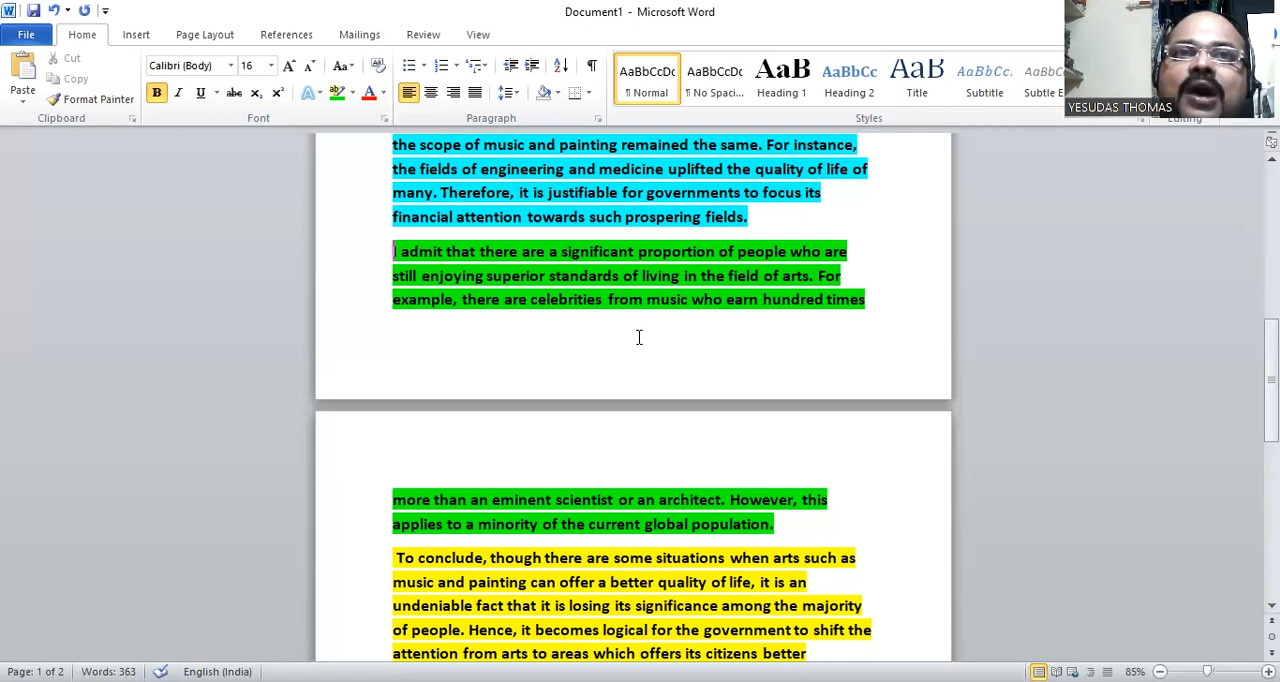 Document1 - Microsoft Word
File Home Insert Page Layout References Mailings Review View
Paste
Cut
Copy
Format Painter
Clipboard
Calibri (Body) 16
Font
Paragraph
AaBbCcDc AaBbCcDc AaB AaBbCc AaB AaBbCc. AaBbCc
¶ Normal ¶ No Spaci... Heading 1 Heading 2 Title Subtitle Subtle E
Styles
YESUDAS THOMAS
the scope of music and painting remained the same. For instance,
the fields of engineering and medicine uplifted the quality of life of
many. Therefore, it is justifiable for governments to focus its
financial attention towards such prospering fields.
I admit that there are a significant proportion of people who are
still enjoying superior standards of living in the field of arts. For
example, there are celebrities from music who earn hundred times
more than an eminent scientist or an architect. However, this
applies to a minority of the current global population.
To conclude, though there are some situations when arts such as
music and painting can offer a better quality of life, it is an
undeniable fact that it is losing its significance among the majority
of people. Hence, it becomes logical for the government to shift the
attention from arts to areas which offers its citizens better
Page: 1 of 2 Words: 363 English (India) 85%